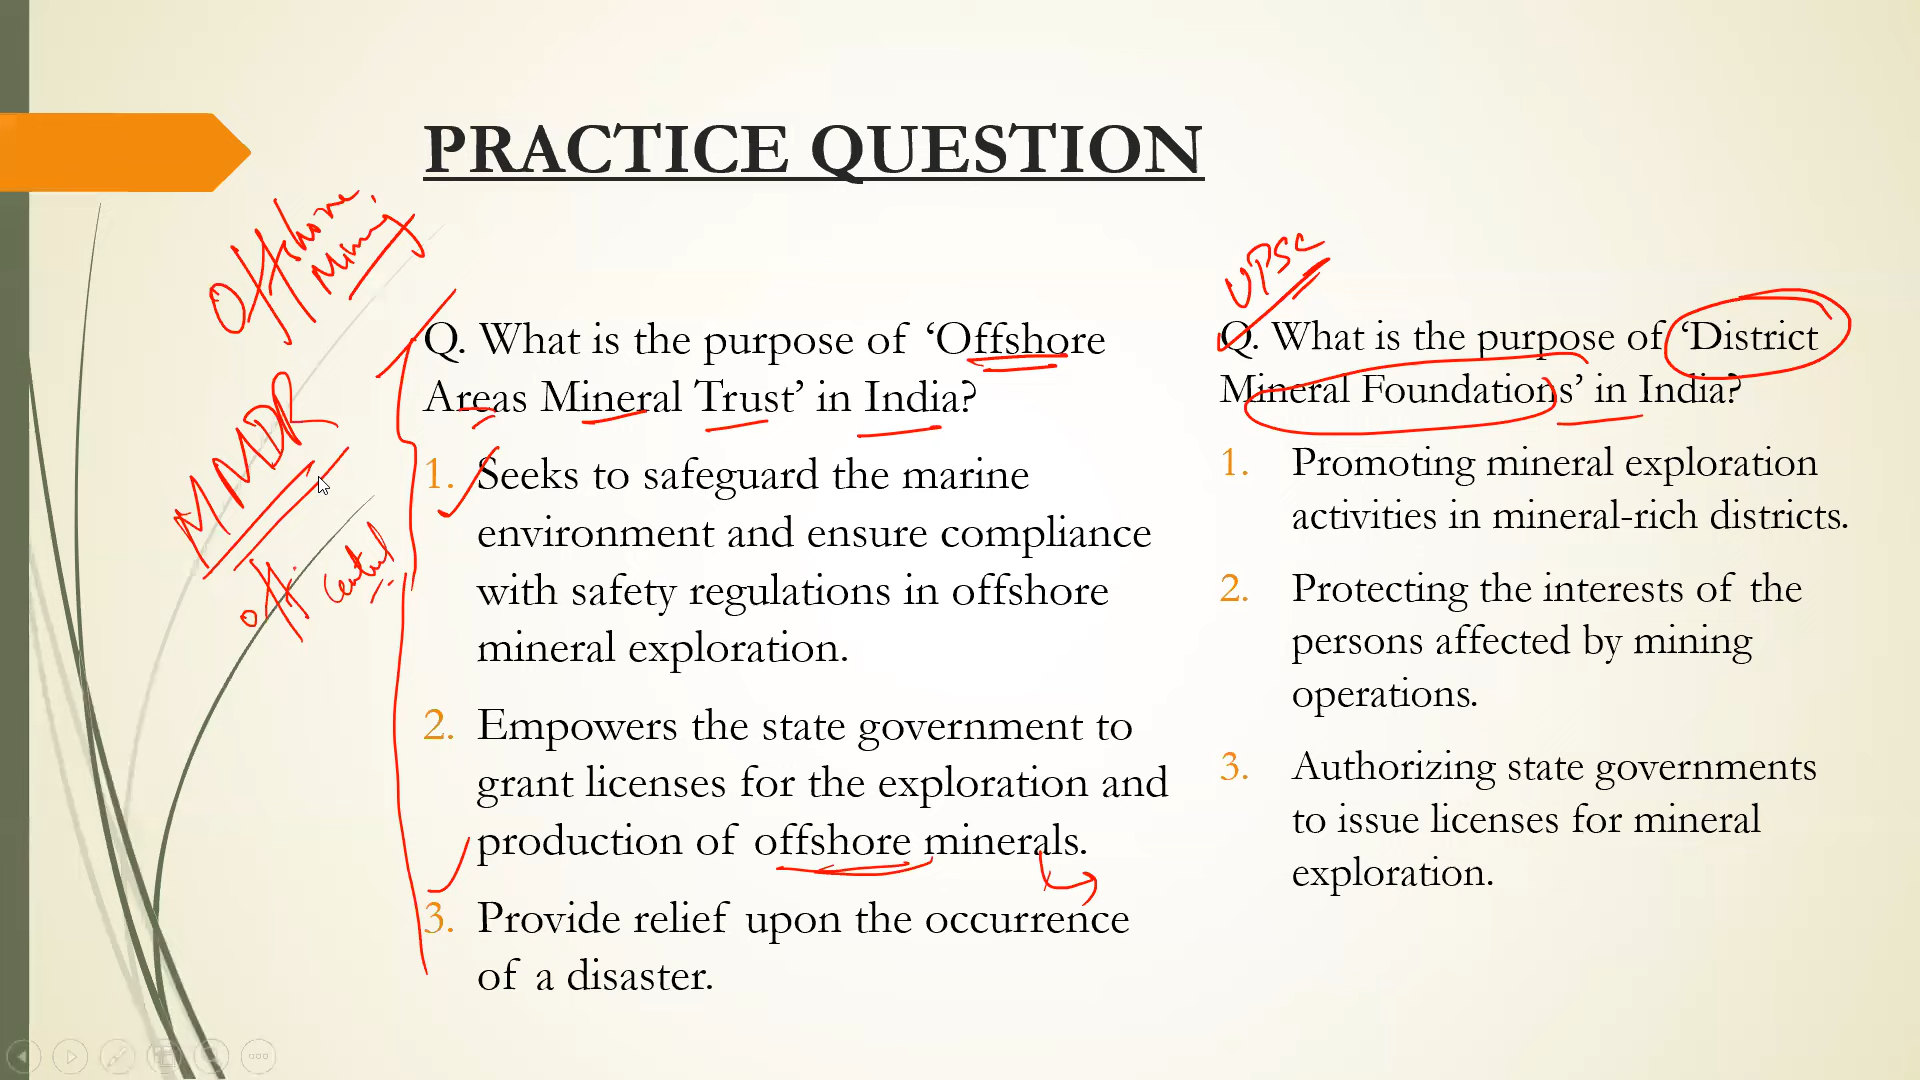 PRACTICE QUESTION
Offshore
Mining
MMDR
off.
Central
Q. What is the purpose of ‘Offshore
Areas Mineral Trust’ in India?
1. Seeks to safeguard the marine
environment and ensure compliance
with safety regulations in offshore
mineral exploration.
2. Empowers the state government to
grant licenses for the exploration and
production of offshore minerals.
3. Provide relief upon the occurrence
of a disaster.
UPSC
Q. What is the purpose of ‘District
Mineral Foundations’ in India?
1. Promoting mineral exploration
activities in mineral-rich districts.
2. Protecting the interests of the
persons affected by mining
operations.
3. Authorizing state governments
to issue licenses for mineral
exploration.